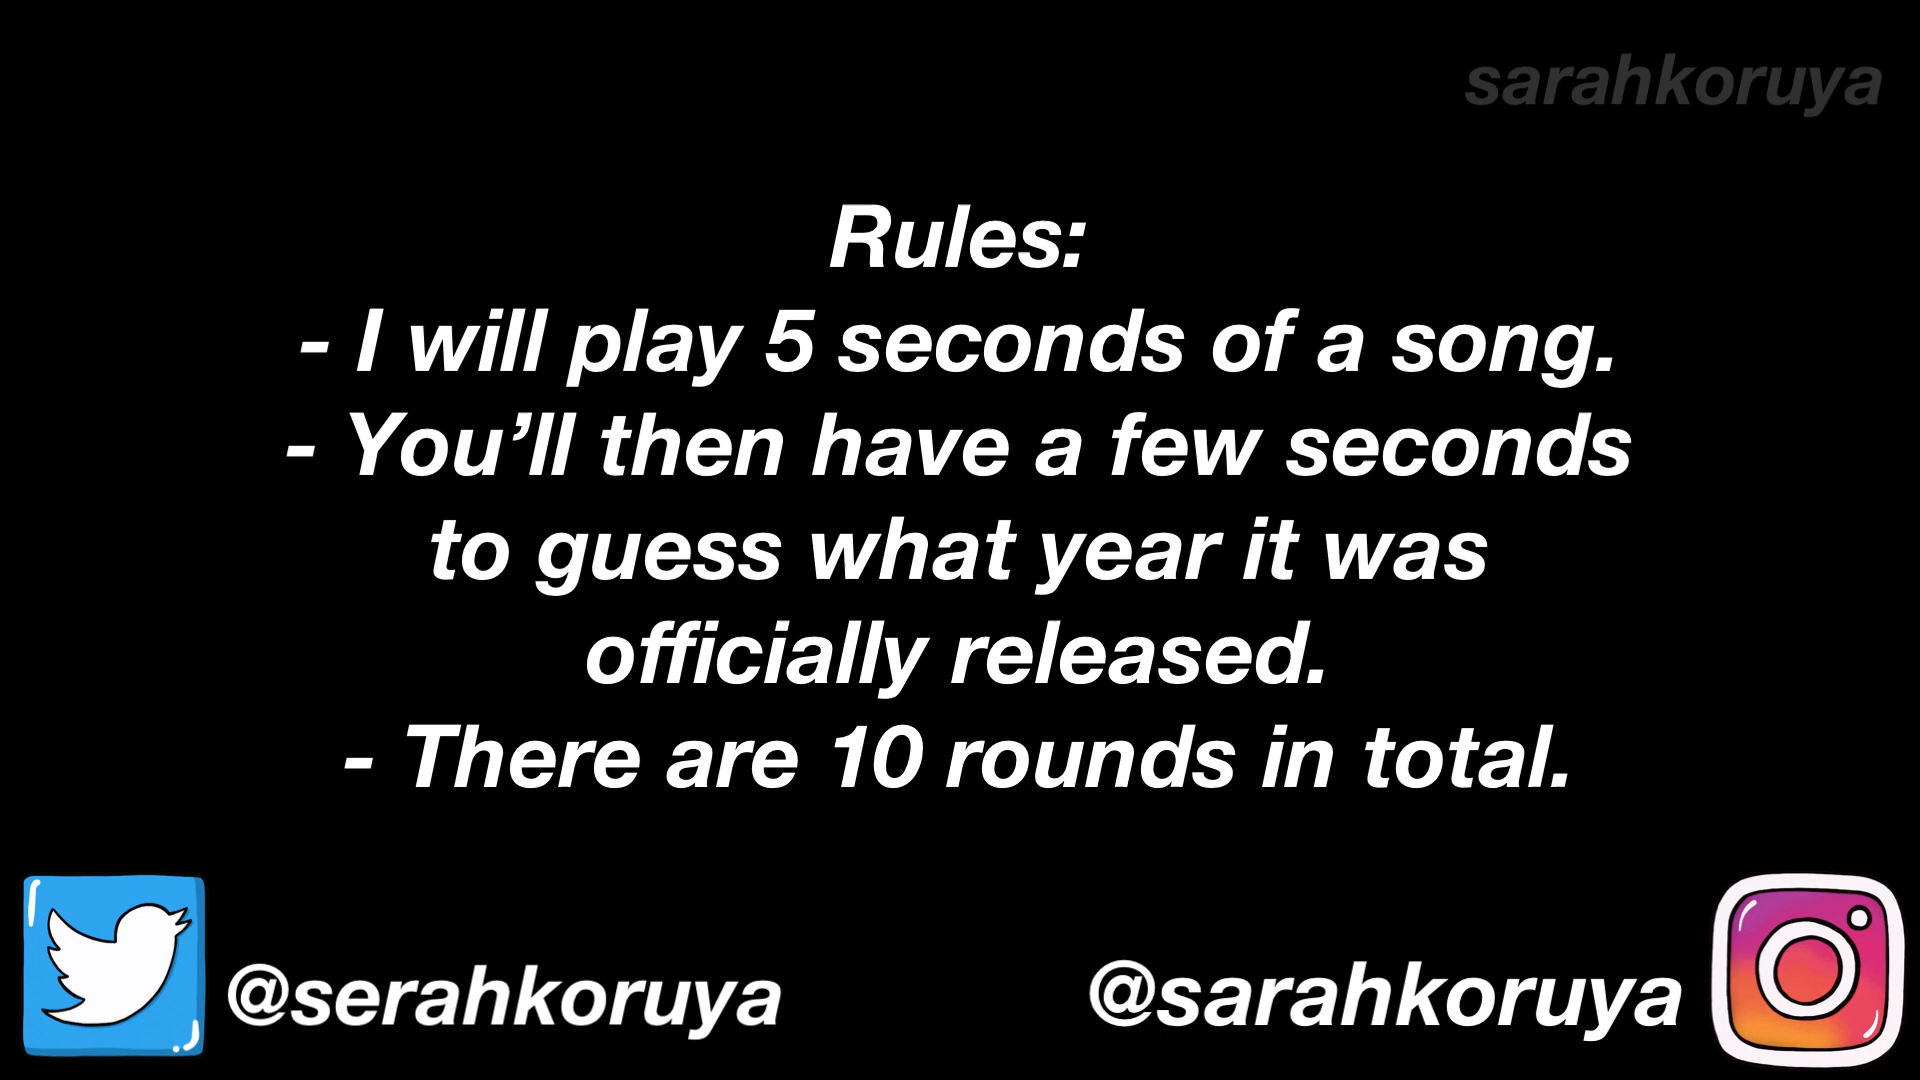 sarahkoruya
Rules:
- I will play 5 seconds of a song.
- You’ll then have a few seconds
to guess what year it was
officially released.
- There are 10 rounds in total.
@serahkoruya
@sarahkoruya